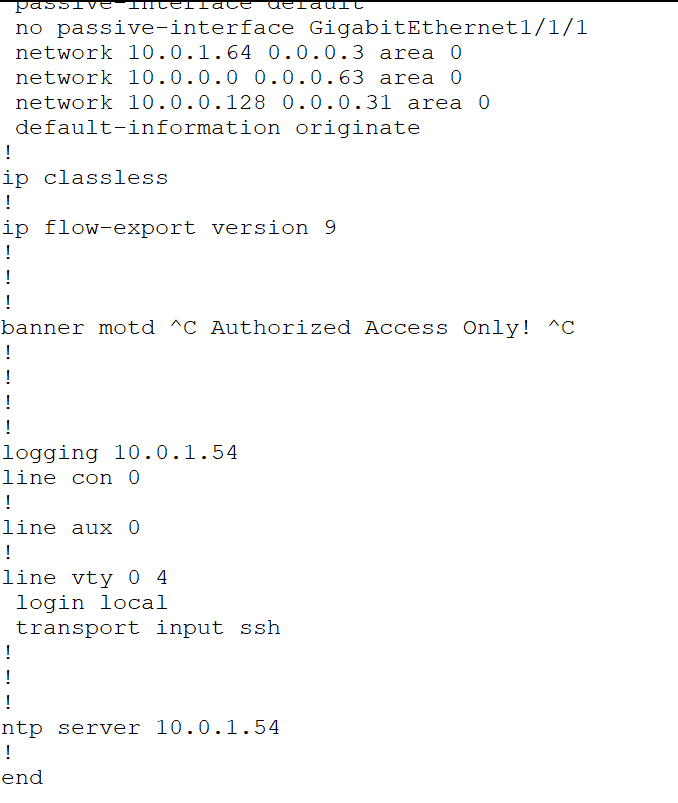 passive-interface default
 no passive-interface GigabitEthernet1/1/1
 network 10.0.1.64 0.0.0.3 area 0
 network 10.0.0.0 0.0.0.63 area 0
 network 10.0.0.128 0.0.0.31 area 0
 default-information originate
!
ip classless
!
ip flow-export version 9
!
!
!
banner motd ^C Authorized Access Only! ^C
!
!
!
!
logging 10.0.1.54
line con 0
!
line aux 0
!
line vty 0 4
 login local
 transport input ssh
!
!
!
ntp server 10.0.1.54
!
end